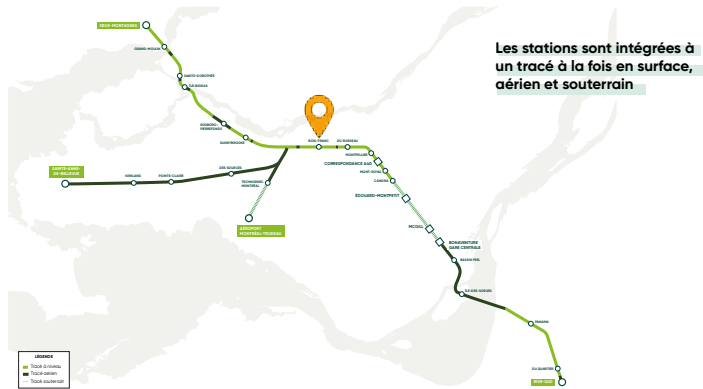 DEUX-MONTAGNES
GRAND-MOULIN
SAINTE-DOROTHÉE
ÎLE-BIGRAS
ROXBORO-
PIERREFONDS
SUNNYBROOKE
BOIS-FRANC
DU RUISSEAU
MONTPELLIER
CORRESPONDANCE A40
MONT-ROYAL
CANORA
ÉDOUARD-MONTPETIT
MCGILL
BONAVENTURE
GARE CENTRALE
BASSIN PEEL
ÎLE-DES-SOEURS
PANAMA
DU QUARTIER
RIVE-SUD
SAINTE-ANNE-
DE-BELLEVUE
KIRKLAND
POINTE-CLAIRE
DES SOURCES
TECHNOPARC
MONTRÉAL
AÉROPORT
MONTRÉAL-TRUDEAU
Les stations sont intégrées à
un tracé à la fois en surface,
aérien et souterrain
LÉGENDE
Tracé à niveau
Tracé aérien
Tracé souterrain